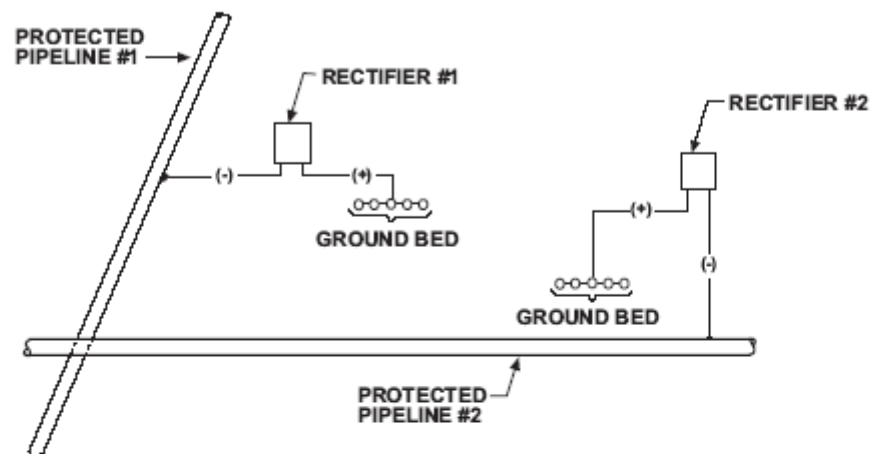 PROTECTED
PIPELINE #1
RECTIFIER #1
RECTIFIER #2
(-)
(+)
GROUND BED
(+)
(-)
GROUND BED
PROTECTED
PIPELINE #2